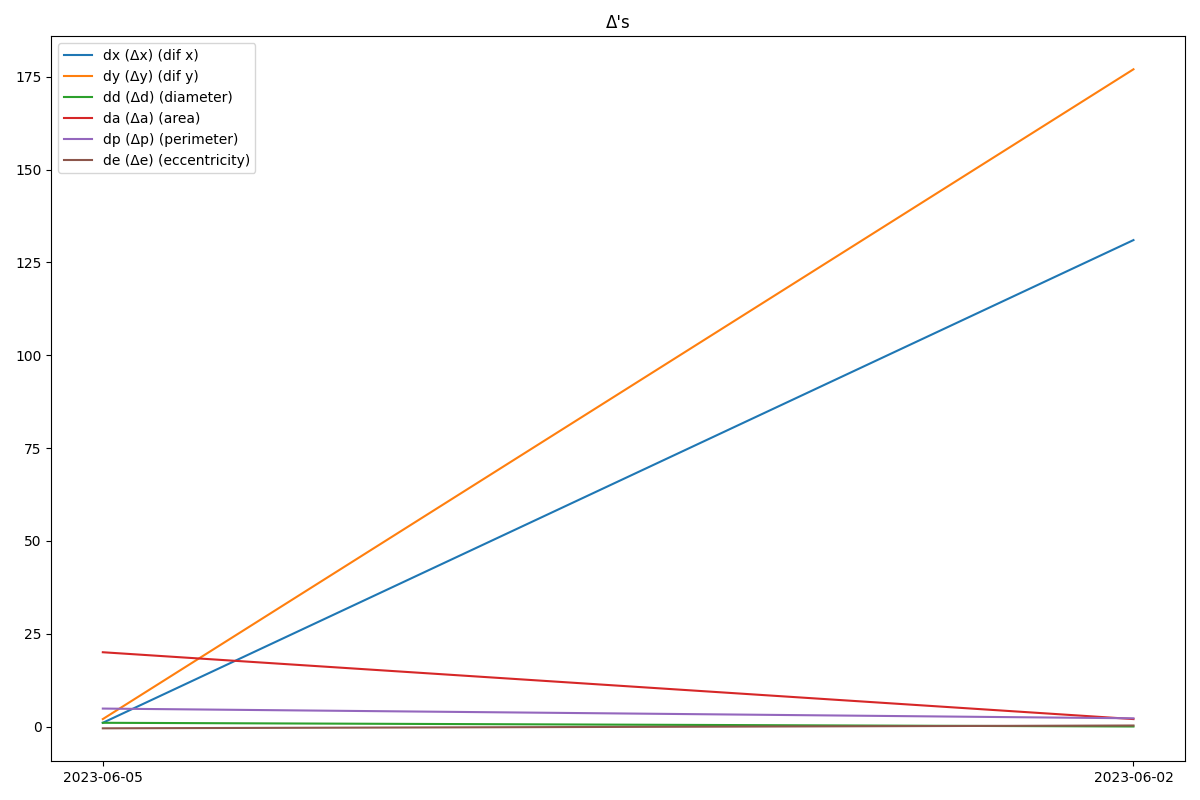 Δ's
dx (Δx) (dif x)
dy (Δy) (dif y)
dd (Δd) (diameter)
da (Δa) (area)
dp (Δp) (perimeter)
de (Δe) (eccentricity)
175
150
125
100
75
50
25
0
2023-06-05
2023-06-02